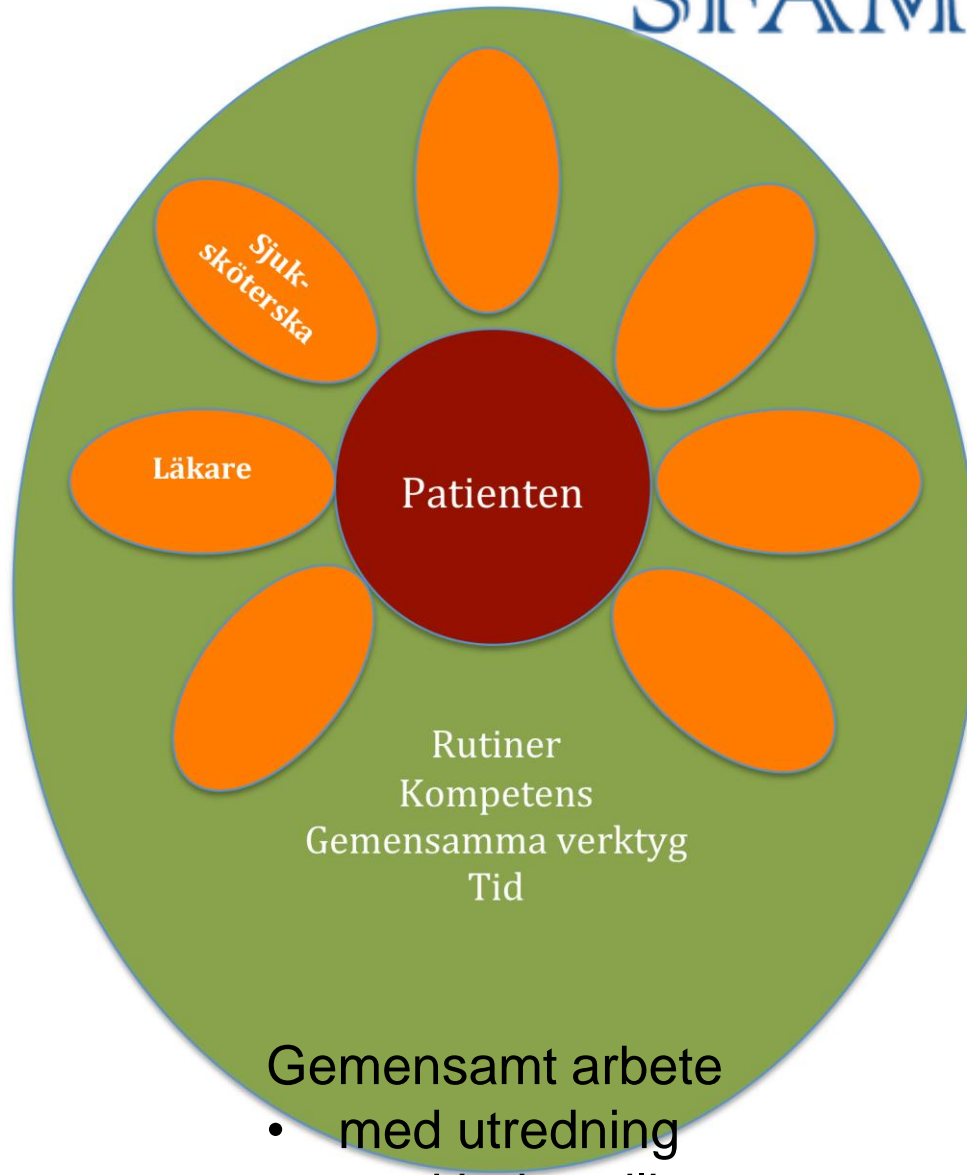 SFAM
Sjuk-
sköterska
Läkare
Patienten
Rutiner
Kompetens
Gemensamma verktyg
Tid
Gemensamt arbete
• med utredning